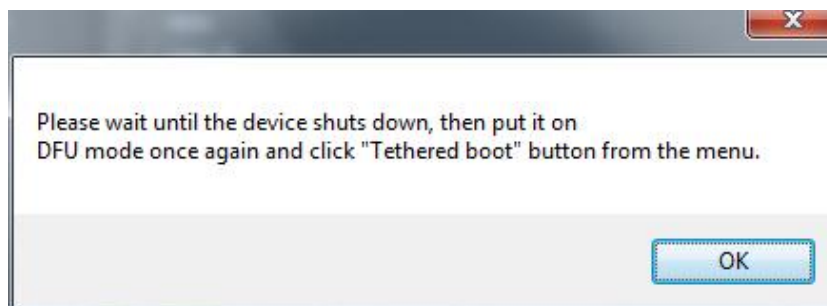 Please wait until the device shuts down, then put it on
DFU mode once again and click "Tethered boot" button from the menu.
OK